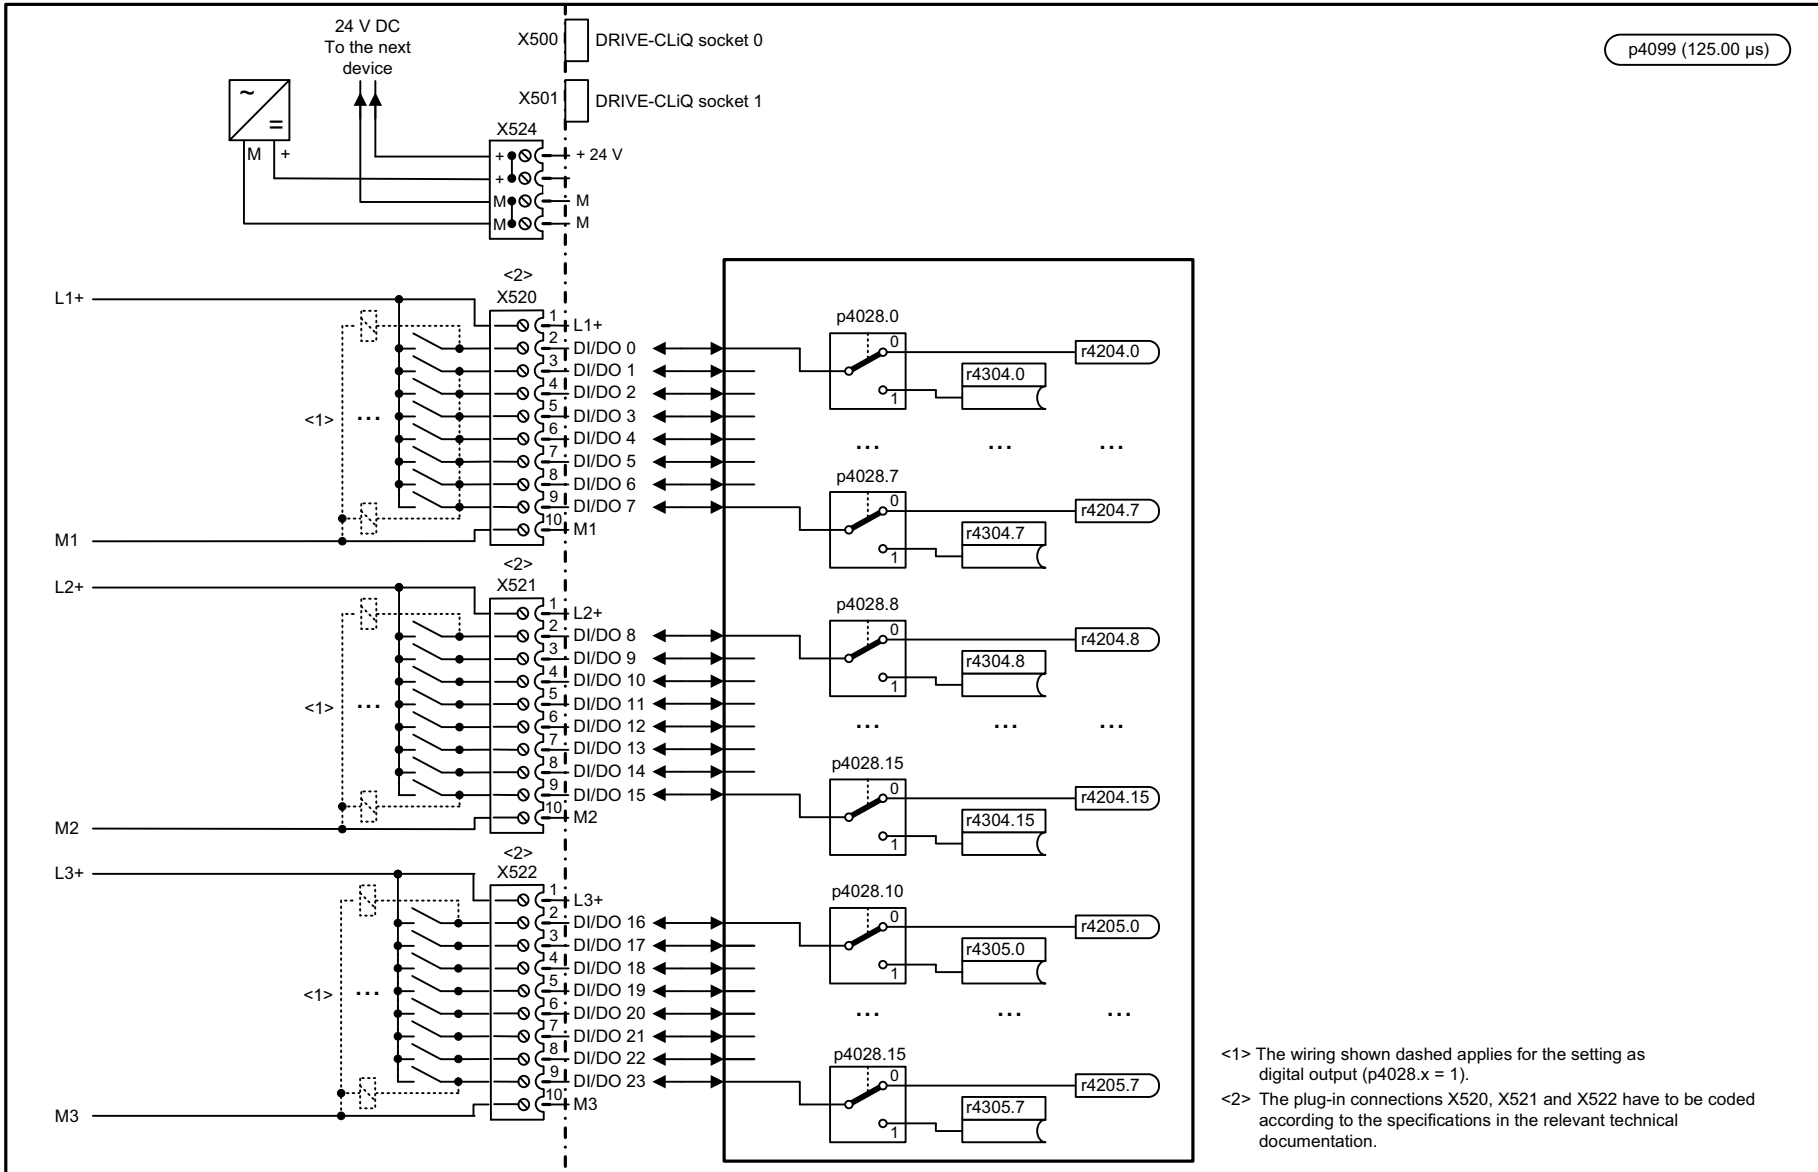 24 V DC
To the next
device
X500
DRIVE-CLiQ socket 0
p4099 (125.00 µs)
X501
DRIVE-CLiQ socket 1
~
=
M
+
X524
+
+ 24 V
+
M
M
M
M
<2>
X520
L1+
1
L1+
2
DI/DO 0
3
DI/DO 1
4
DI/DO 2
5
DI/DO 3
6
DI/DO 4
7
DI/DO 5
8
DI/DO 6
9
DI/DO 7
10
M1
<1>
...
M1
p4028.0
0
1
r4204.0
r4304.0
...
...
...
p4028.7
0
1
r4204.7
r4304.7
<2>
X521
L2+
1
L2+
2
DI/DO 8
3
DI/DO 9
4
DI/DO 10
5
DI/DO 11
6
DI/DO 12
7
DI/DO 13
8
DI/DO 14
9
DI/DO 15
10
M2
<1>
...
M2
p4028.8
0
1
r4204.8
r4304.8
...
...
...
p4028.15
0
1
r4204.15
r4304.15
<2>
X522
L3+
1
L3+
2
DI/DO 16
3
DI/DO 17
4
DI/DO 18
5
DI/DO 19
6
DI/DO 20
7
DI/DO 21
8
DI/DO 22
9
DI/DO 23
10
M3
<1>
...
M3
p4028.10
0
1
r4205.0
r4305.0
...
...
...
p4028.15
0
1
r4205.7
r4305.7
<1> The wiring shown dashed applies for the setting as
digital output (p4028.x = 1).
<2> The plug-in connections X520, X521 and X522 have to be coded
according to the specifications in the relevant technical
documentation.